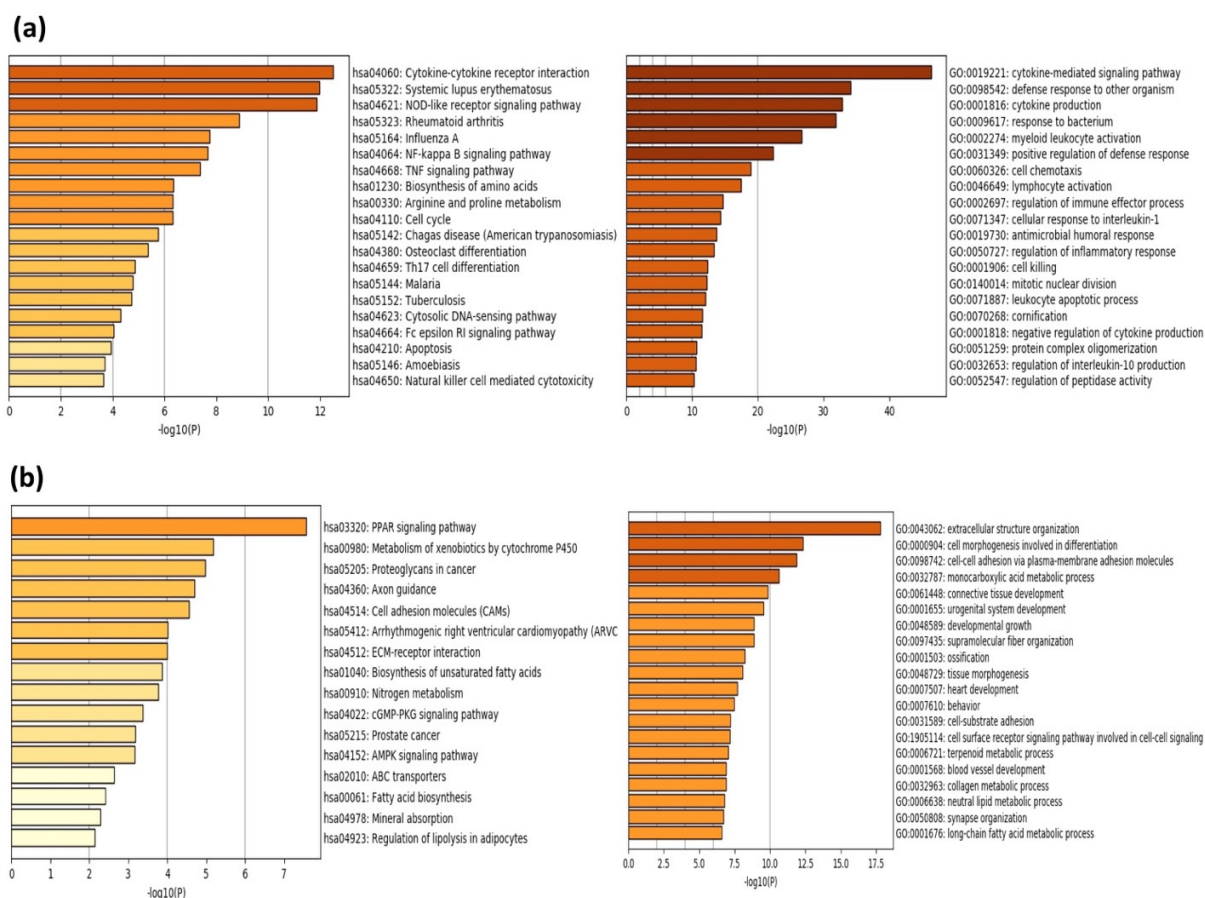 (a)
hsa04060: Cytokine-cytokine receptor interaction
hsa05322: Systemic lupus erythematosus
hsa04621: NOD-like receptor signaling pathway
hsa05323: Rheumatoid arthritis
hsa05164: Influenza A
hsa04064: NF-kappa B signaling pathway
hsa04668: TNF signaling pathway
hsa01230: Biosynthesis of amino acids
hsa00330: Arginine and proline metabolism
hsa04110: Cell cycle
hsa05142: Chagas disease (American trypanosomiasis)
hsa04380: Osteoclast differentiation
hsa04659: Th17 cell differentiation
hsa05144: Malaria
hsa05152: Tuberculosis
hsa04623: Cytosolic DNA-sensing pathway
hsa04664: Fc epsilon RI signaling pathway
hsa04210: Apoptosis
hsa05146: Amoebiasis
hsa04650: Natural killer cell mediated cytotoxicity
0 2 4 6 8 10 12
-log10(P)
GO:0019221: cytokine-mediated signaling pathway
GO:0098542: defense response to other organism
GO:0001816: cytokine production
GO:0009617: response to bacterium
GO:0002274: myeloid leukocyte activation
GO:0031349: positive regulation of defense response
GO:0060326: cell chemotaxis
GO:0046649: lymphocyte activation
GO:0002697: regulation of immune effector process
GO:0071347: cellular response to interleukin-1
GO:0019730: antimicrobial humoral response
GO:0050727: regulation of inflammatory response
GO:0001906: cell killing
GO:0140014: mitotic nuclear division
GO:0071887: leukocyte apoptotic process
GO:0070268: cornification
GO:0001818: negative regulation of cytokine production
GO:0051259: protein complex oligomerization
GO:0032653: regulation of interleukin-10 production
GO:0052547: regulation of peptidase activity
0 10 20 30 40
-log10(P)
(b)
hsa03320: PPAR signaling pathway
hsa00980: Metabolism of xenobiotics by cytochrome P450
hsa05205: Proteoglycans in cancer
hsa04360: Axon guidance
hsa04514: Cell adhesion molecules (CAMs)
hsa05412: Arrhythmogenic right ventricular cardiomyopathy (ARVC
hsa04512: ECM-receptor interaction
hsa01040: Biosynthesis of unsaturated fatty acids
hsa00910: Nitrogen metabolism
hsa04022: cGMP-PKG signaling pathway
hsa05215: Prostate cancer
hsa04152: AMPK signaling pathway
hsa02010: ABC transporters
hsa00061: Fatty acid biosynthesis
hsa04978: Mineral absorption
hsa04923: Regulation of lipolysis in adipocytes
0 1 2 3 4 5 6 7
-log10(P)
GO:0043062: extracellular structure organization
GO:0000904: cell morphogenesis involved in differentiation
GO:0098742: cell-cell adhesion via plasma-membrane adhesion molecules
GO:0032787: monocarboxylic acid metabolic process
GO:0061448: connective tissue development
GO:0001655: urogenital system development
GO:0048589: developmental growth
GO:0097435: supramolecular fiber organization
GO:0001503: ossification
GO:0048729: tissue morphogenesis
GO:0007507: heart development
GO:0007610: behavior
GO:0031589: cell-substrate adhesion
GO:1905114: cell surface receptor signaling pathway involved in cell-cell signaling
GO:0006721: terpenoid metabolic process
GO:0001568: blood vessel development
GO:0032963: collagen metabolic process
GO:0006638: neutral lipid metabolic process
GO:0050808: synapse organization
GO:0001676: long-chain fatty acid metabolic process
0.0 2.5 5.0 7.5 10.0 12.5 15.0 17.5
-log10(P)